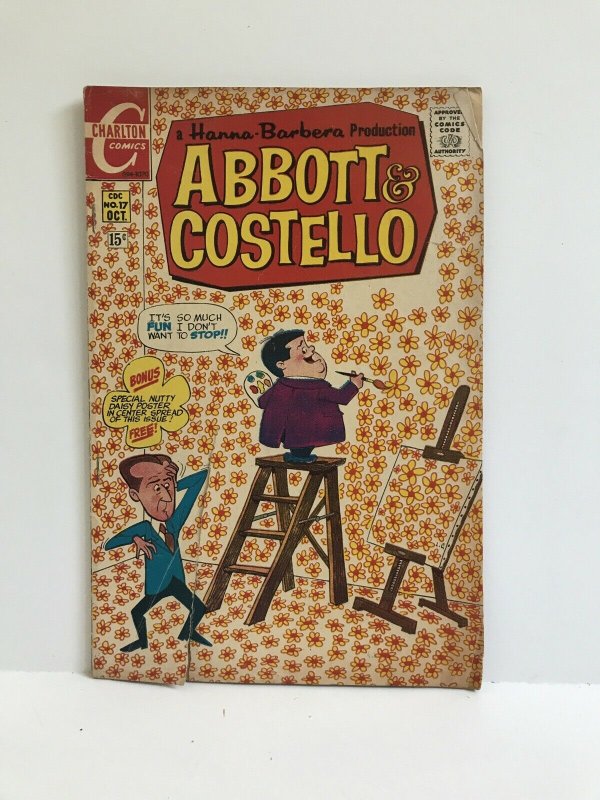 CHARLTON
COMICS
CDC
NO.17
OCT.
15¢
a Hanna-Barbera Production
APPROVED
BY THE
COMICS
CODE
AUTHORITY
ABBOTT &
COSTELLO
IT'S SO MUCH
FUN I DON'T
WANT TO STOP!!
BONUS
SPECIAL NUTTY
DAISY POSTER
IN CENTER SPREAD
OF THIS ISSUE!
FREE!